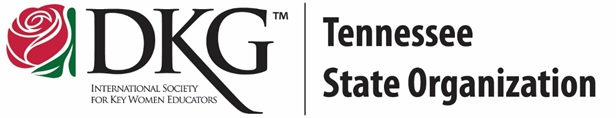 DKG™
INTERNATIONAL SOCIETY
FOR KEY WOMEN EDUCATORS
Tennessee
State Organization